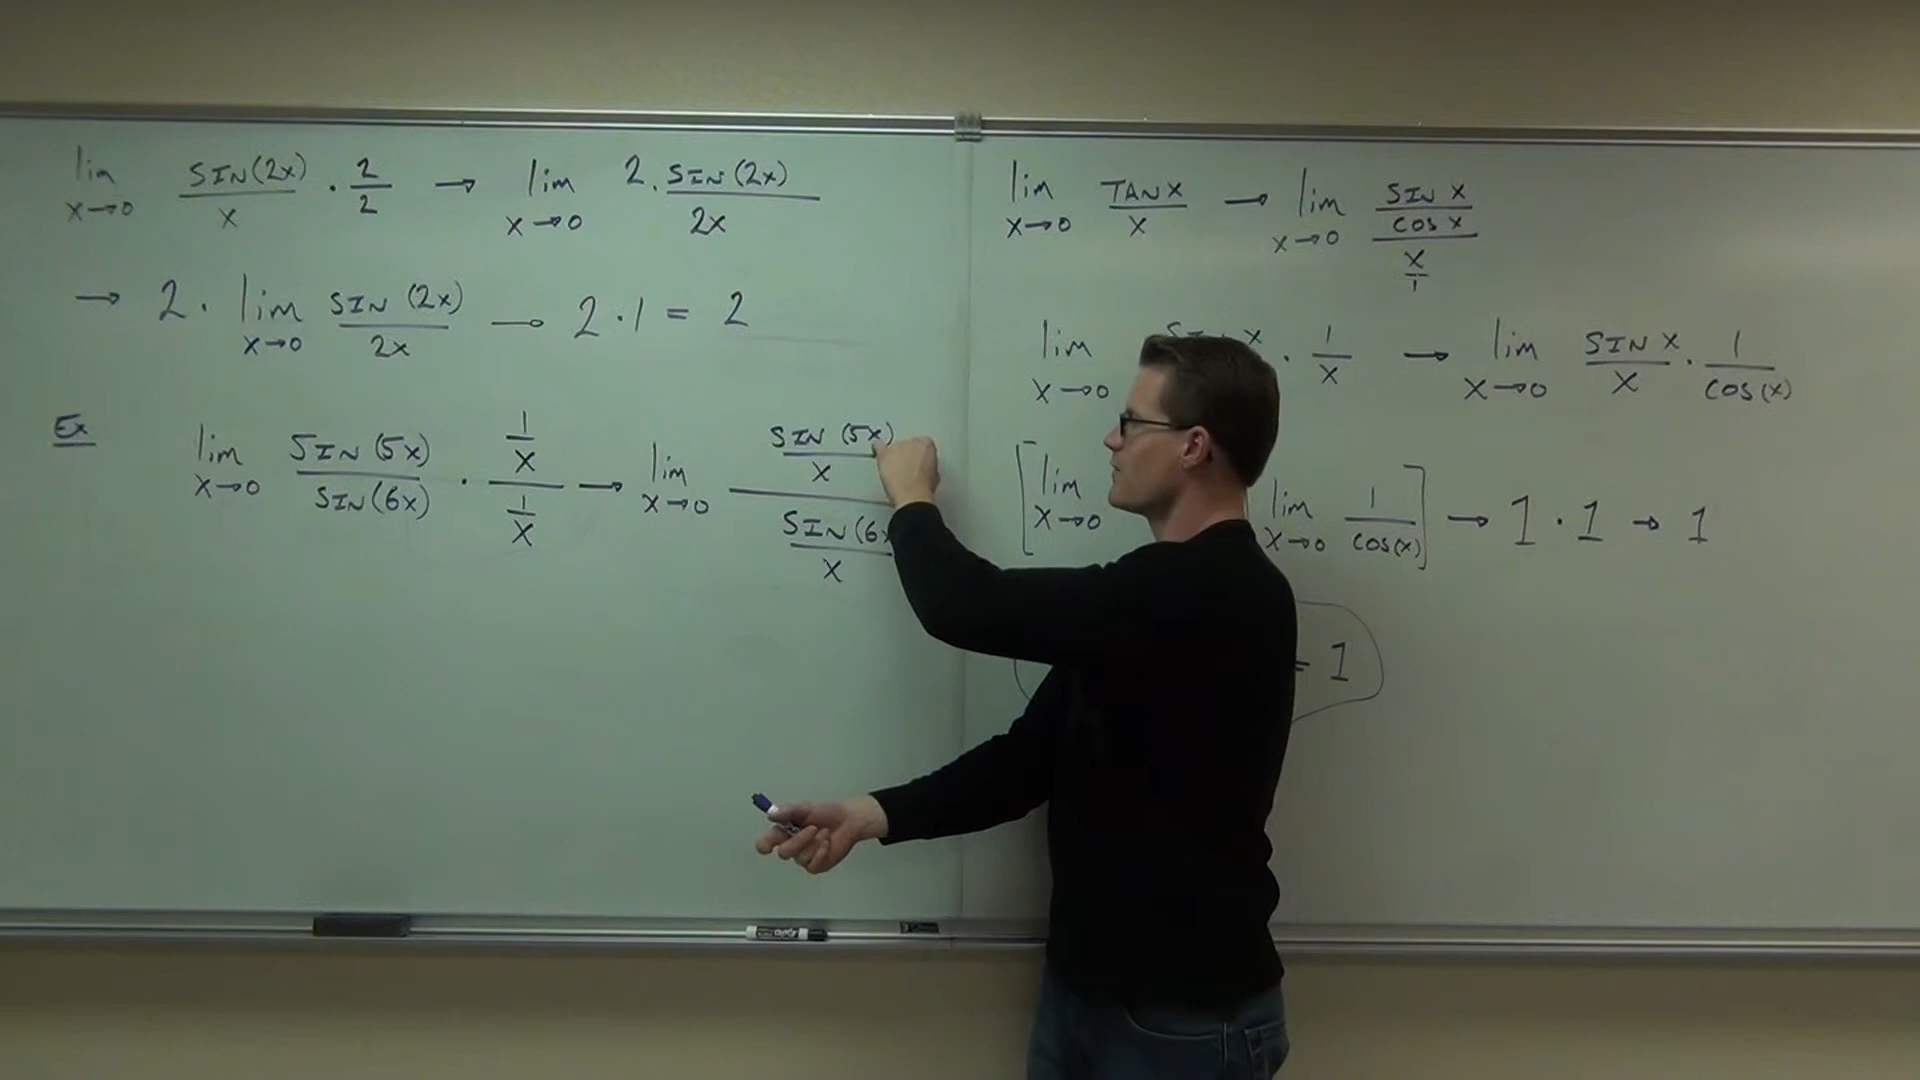 lim x→0 SIN(2x)/x · 2/2 → lim x→0 2 · SIN(2x)/2x
→ 2 · lim x→0 SIN(2x)/2x → 2 · 1 = 2
Ex lim x→0 SIN(5x)/SIN(6x) · (1/x)/(1/x) → lim x→0 (SIN(5x)/x)/(SIN(6x/x)
lim x→0 TAN x/x → lim x→0 (SIN x/COS x)/(x/1)
lim x→0 x · 1/x → lim x→0 SIN x/x · 1/COS(x)
[lim x→0 lim x→0 1/COS(x)] → 1 · 1 → 1
= 1